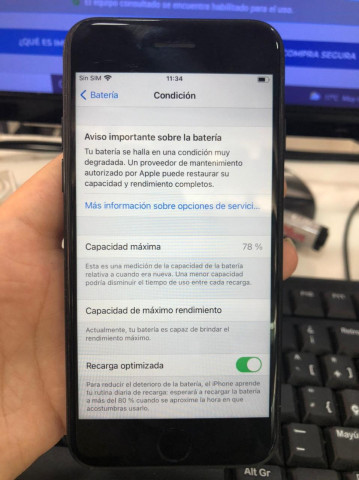 El equipo consultado se encuentra habilitado para el uso.
¿QUÉ ES IM
COMPRA SEGURA
Sin SIM
11:34
Batería
Condición
Aviso importante sobre la batería
Tu batería se halla en una condición muy
degradada. Un proveedor de mantenimiento
autorizado por Apple puede restaurar su
capacidad y rendimiento completos.
Más información sobre opciones de servici...
Capacidad máxima 78 %
Esta es una medición de la capacidad de la batería
relativa a cuando era nueva. Una menor capacidad
podría disminuir el tiempo de uso entre cada recarga.
Capacidad de máximo rendimiento
Actualmente, tu batería es capaz de brindar el
rendimiento máximo.
Recarga optimizada
Para reducir el deterioro de la batería, el iPhone aprende
tu rutina diaria de recarga: esperará a recargar la batería
a más del 80 % cuando se aproxime la hora en que
acostumbras usarlo.
Mayú
Alt Gr